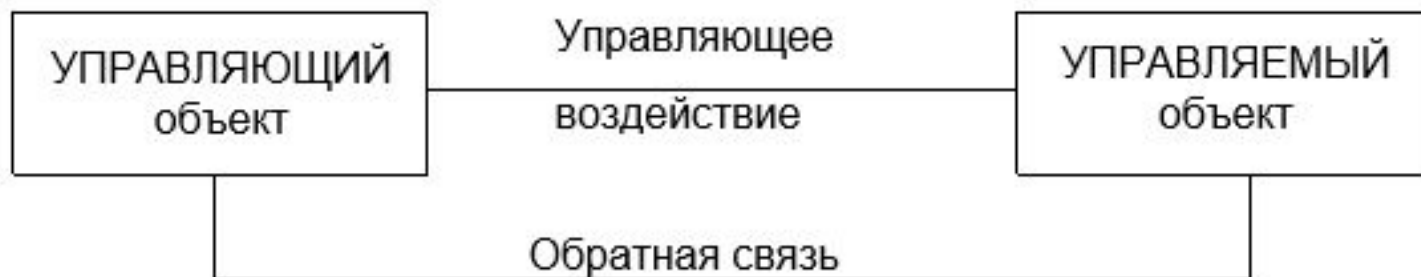 УПРАВЛЯЮЩИЙ
объект
Управляющее
воздействие
УПРАВЛЯЕМЫЙ
объект
Обратная связь